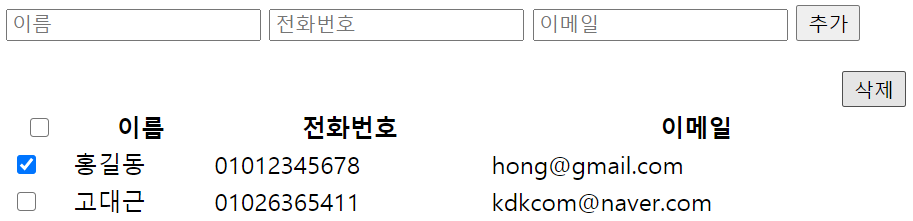 이름 전화번호 이메일 추가
삭제
이름 전화번호 이메일
홍길동 01012345678 hong@gmail.com
고대근 01026365411 kdkcom@naver.com